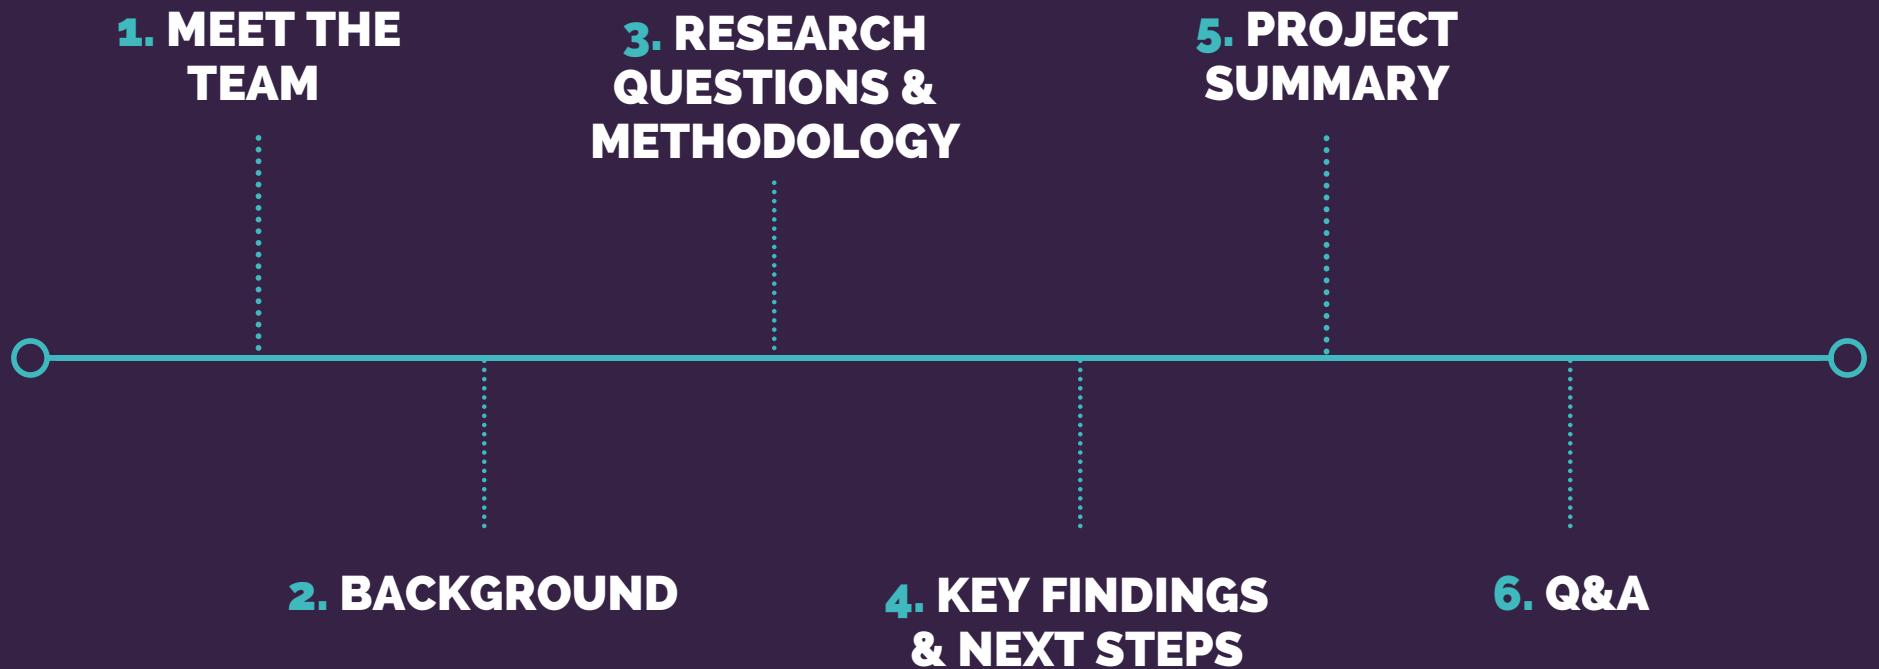 1. MEET THE
TEAM
2. BACKGROUND
3. RESEARCH
QUESTIONS &
METHODOLOGY
4. KEY FINDINGS
& NEXT STEPS
5. PROJECT
SUMMARY
6. Q&A